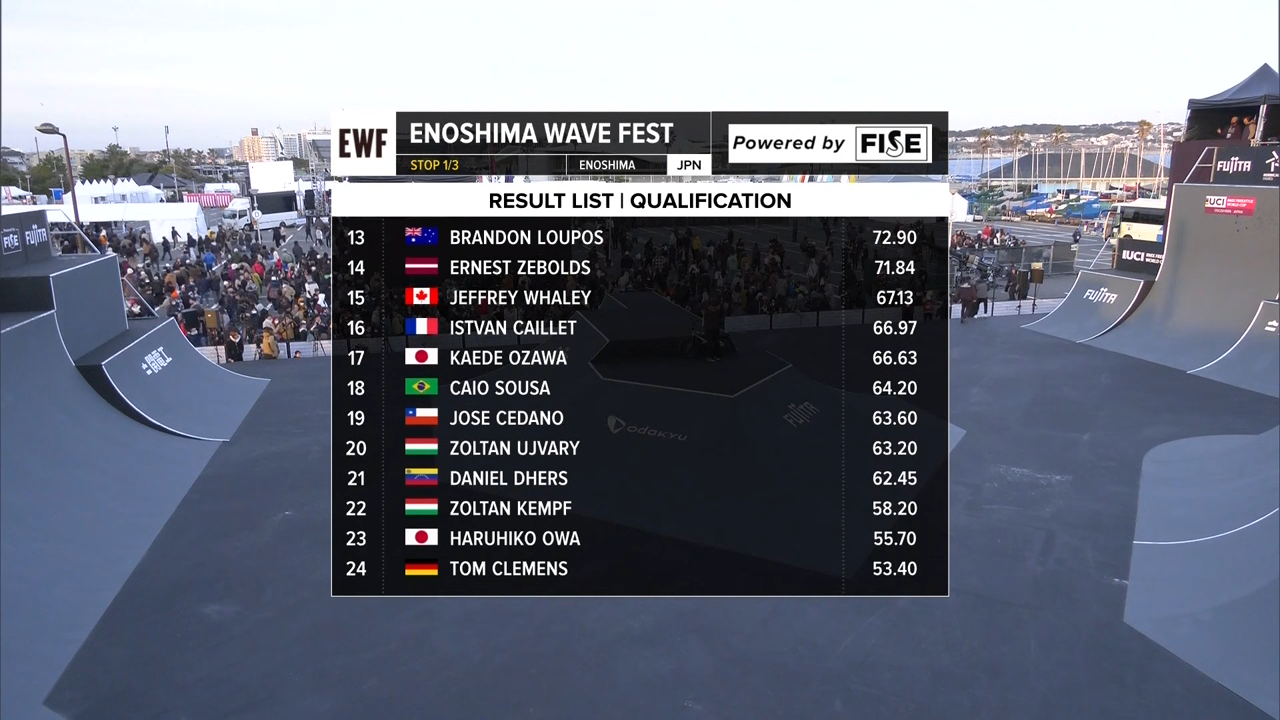 EWF
ENOSHIMA WAVE FEST
STOP 1/3
ENOSHIMA
JPN
Powered by FISE
RESULT LIST | QUALIFICATION
13 BRANDON LOUPOS 72.90
14 ERNEST ZEBOLDS 71.84
15 JEFFREY WHALEY 67.13
16 ISTVAN CAILLET 66.97
17 KAEDE OZAWA 66.63
18 CAIO SOUSA 64.20
19 JOSE CEDANO 63.60
20 ZOLTAN UJVARY 63.20
21 DANIEL DHERS 62.45
22 ZOLTAN KEMPF 58.20
23 HARUHIKO OWA 55.70
24 TOM CLEMENS 53.40
FISE
FUJITA
FUJITA
UCI
UCI
FUJITA
odakyu
FUJITA